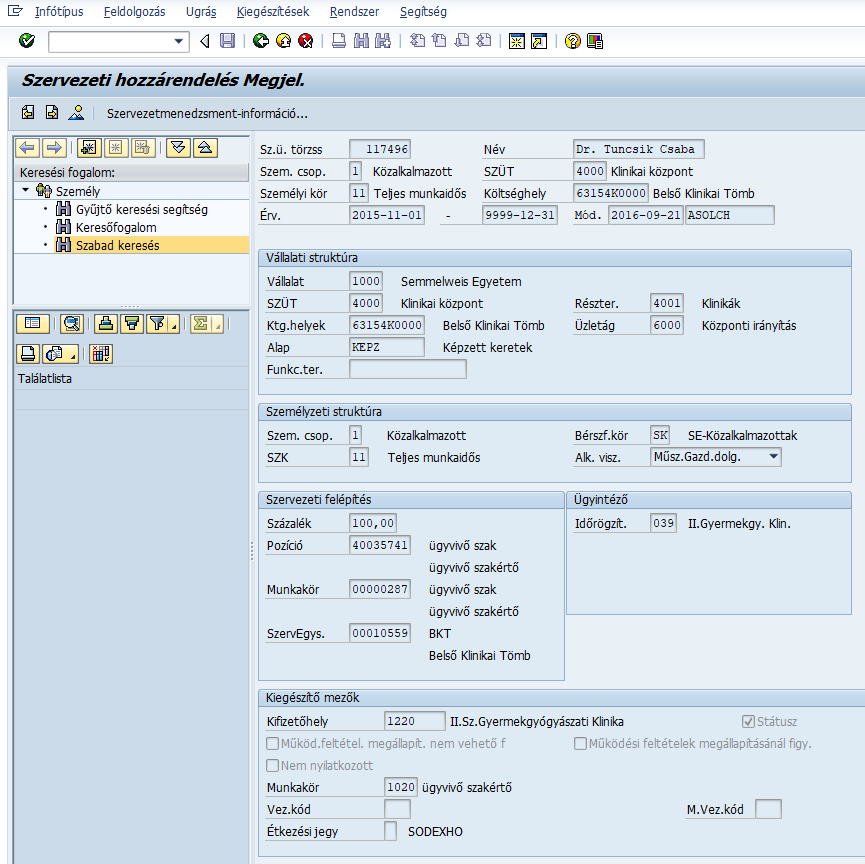 Infótípus Feldolgozás Ugrás Kiegészítések Rendszer Segítség
Szervezeti hozzárendelés Megjel.
Szervezetmenedzsment-információ...
Keresési fogalom:
Személy
Gyűjtő keresési segítség
Keresőfogalom
Szabad keresés
Találatlista
Sz.ü. törzssz 117496 Név Dr. Tuncsik Csaba
Szem. csop. 1 Közalkalmazott SZÜT 4000 Klinikai központ
Személyi kör 11 Teljes munkaidős Költséghely 63154K0000 Belső Klinikai Tömb
Érv. 2015-11-01 - 9999-12-31 Mód. 2016-09-21 ASOLCH
Vállalati struktúra
Vállalat 1000 Semmelweis Egyetem
SZÜT 4000 Klinikai központ Részter. 4001 Klinikák
Ktg.helyek 63154K0000 Belső Klinikai Tömb Üzletág 6000 Központi irányítás
Alap KEPZ Képzett keretek
Funkc.ter.
Személyzeti struktúra
Szem. csop. 1 Közalkalmazott Bérszf.kör SK SE-Közalkalmazottak
SZK 11 Teljes munkaidős Alk. visz. Műsz.Gazd.dolg.
Szervezeti felépítés Ügyintéző
Százalék 100,00 Időrögzít. 039 II.Gyermekgy. Klin.
Pozíció 40035741 ügyvivő szak
ügyvivő szakértő
Munkakör 00000287 ügyvivő szak
ügyvivő szakértő
SzervEgys. 00010559 BKT
Belső Klinikai Tömb
Kiegészítő mezők
Kifizetőhely 1220 II.Sz.Gyermekgyógyászati Klinika Státusz
Működ.feltétel. megállapít. nem vehető f Működési feltételek megállapításánál figy.
Nem nyilatkozott
Munkakör 1020 ügyvivő szakértő
Vez.kód M.Vez.kód
Étkezési jegy SODEXHO